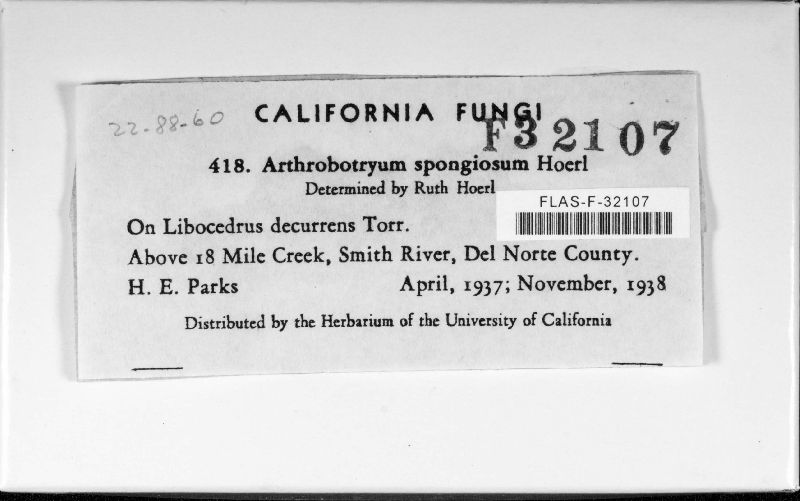 22-88-60
CALIFORNIA FUNGI
F32107
418. Arthrobotryum spongiosum Hoerl
Determined by Ruth Hoerl
FLAS-F-32107
On Libocedrus decurrens Torr.
Above 18 Mile Creek, Smith River, Del Norte County.
H. E. Parks April, 1937; November, 1938
Distributed by the Herbarium of the University of California